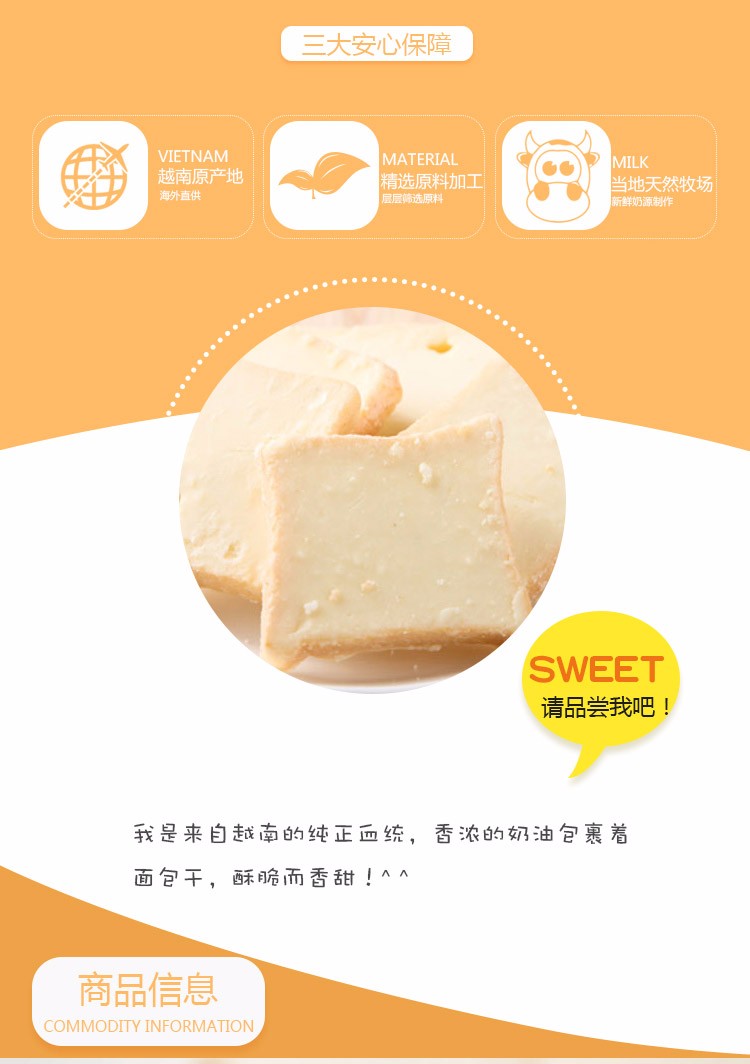 三大安心保障
VIETNAM
越南原产地
海外直供
MATERIAL
精选原料加工
层层筛选原料
MILK
当地天然牧场
新鲜奶源制作
SWEET
请品尝我吧！
我是来自越南的纯正血统，香浓的奶油包裹着
面包干，酥脆而香甜！^ ^
商品信息
COMMODITY INFORMATION